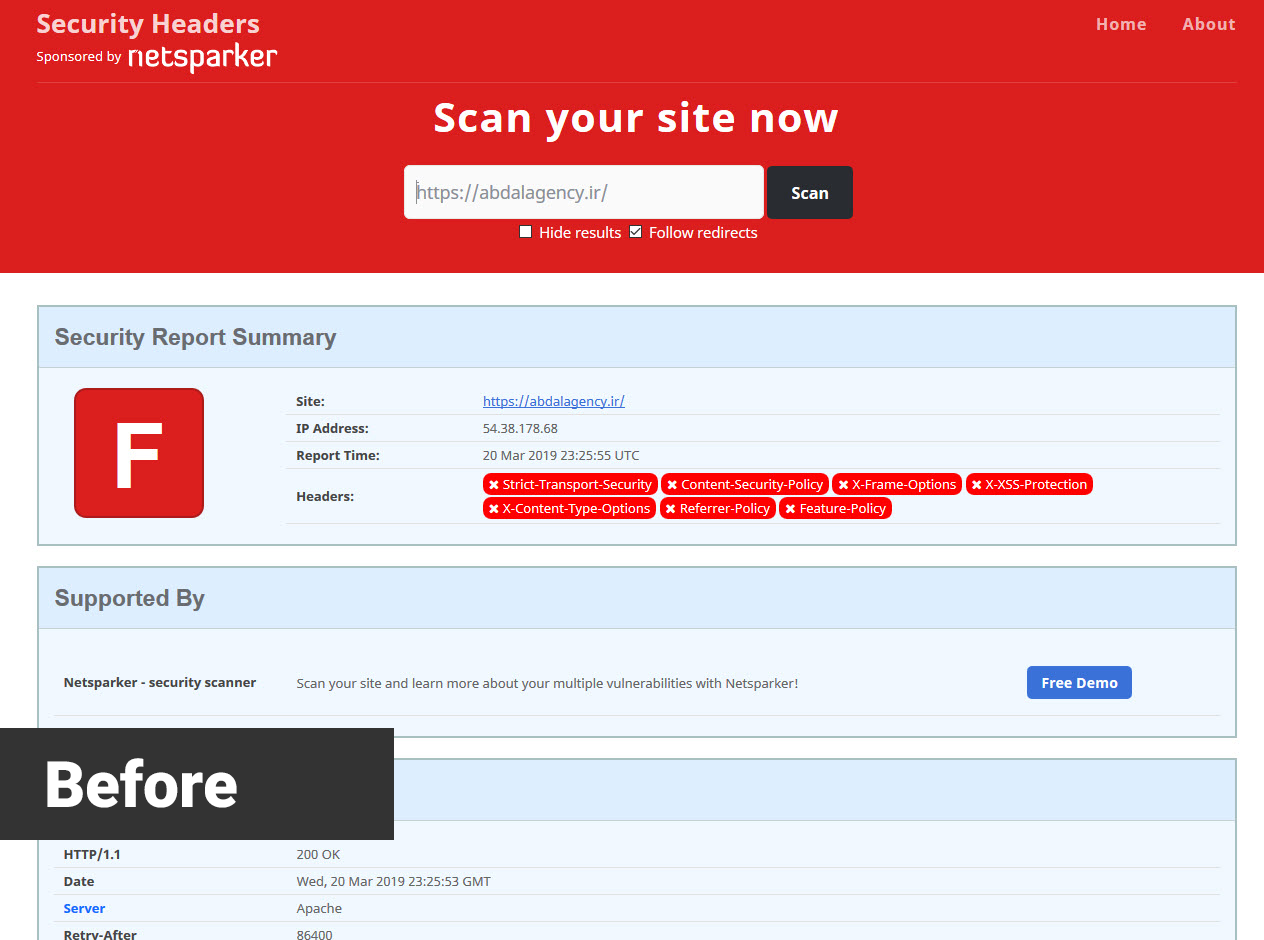 Security Headers
Home About
Sponsored by netsparker
Scan your site now
https://abdalagency.ir/ Scan
Hide results Follow redirects
Security Report Summary
F
Site: https://abdalagency.ir/
IP Address: 54.38.178.68
Report Time: 20 Mar 2019 23:25:55 UTC
Headers: ✖ Strict-Transport-Security ✖ Content-Security-Policy ✖ X-Frame-Options ✖ X-XSS-Protection
✖ X-Content-Type-Options ✖ Referrer-Policy ✖ Feature-Policy
Supported By
Netsparker - security scanner Scan your site and learn more about your multiple vulnerabilities with Netsparker! Free Demo
Before
HTTP/1.1 200 OK
Date Wed, 20 Mar 2019 23:25:53 GMT
Server Apache
Retry-After 86400